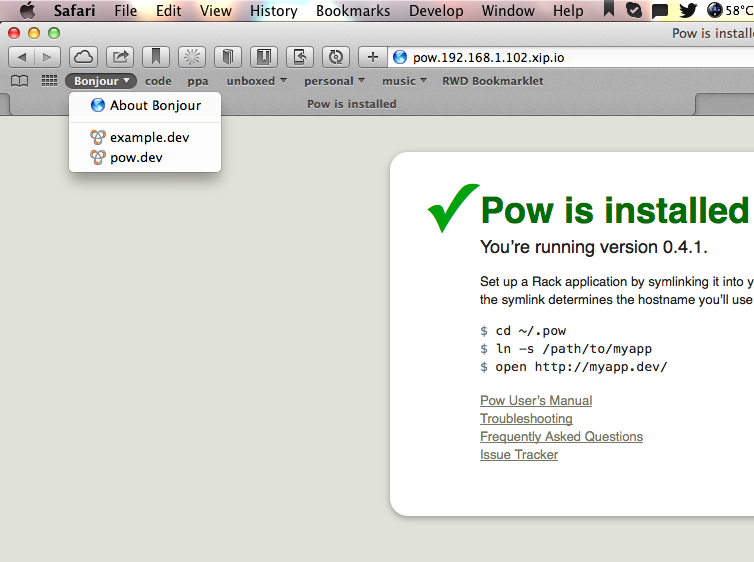 Safari File Edit View History Bookmarks Develop Window Help 58°C
Pow is install
pow.192.168.1.102.xip.io
Bonjour code ppa unboxed personal music RWD Bookmarklet
Pow is installed
About Bonjour
example.dev
pow.dev
Pow is installed
You’re running version 0.4.1.
Set up a Rack application by symlinking it into y
the symlink determines the hostname you’ll use
$ cd ~/.pow
$ ln -s /path/to/myapp
$ open http://myapp.dev/
Pow User’s Manual
Troubleshooting
Frequently Asked Questions
Issue Tracker